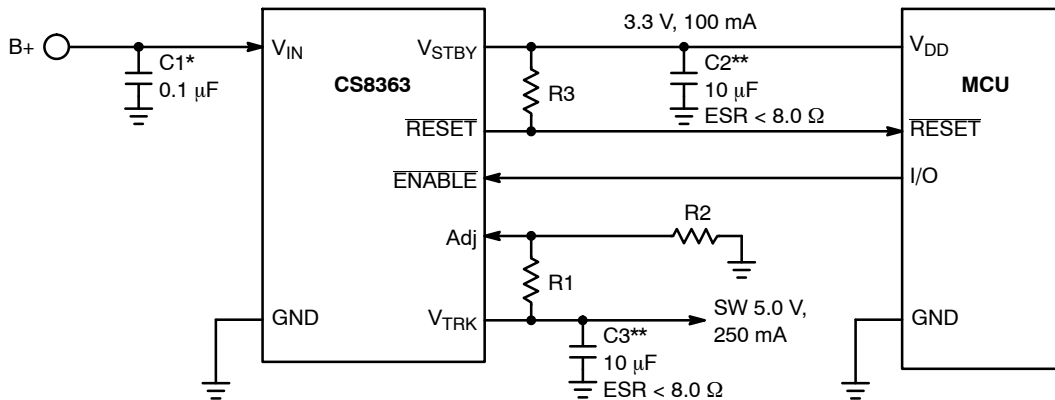 B+
C1*
0.1 μF
VIN
VSTBY
CS8363
RESET
ENABLE
Adj
GND
VTRK
3.3 V, 100 mA
R3
C2**
10 μF
ESR < 8.0 Ω
R2
R1
SW 5.0 V,
250 mA
C3**
10 μF
ESR < 8.0 Ω
VDD
MCU
RESET
I/O
GND